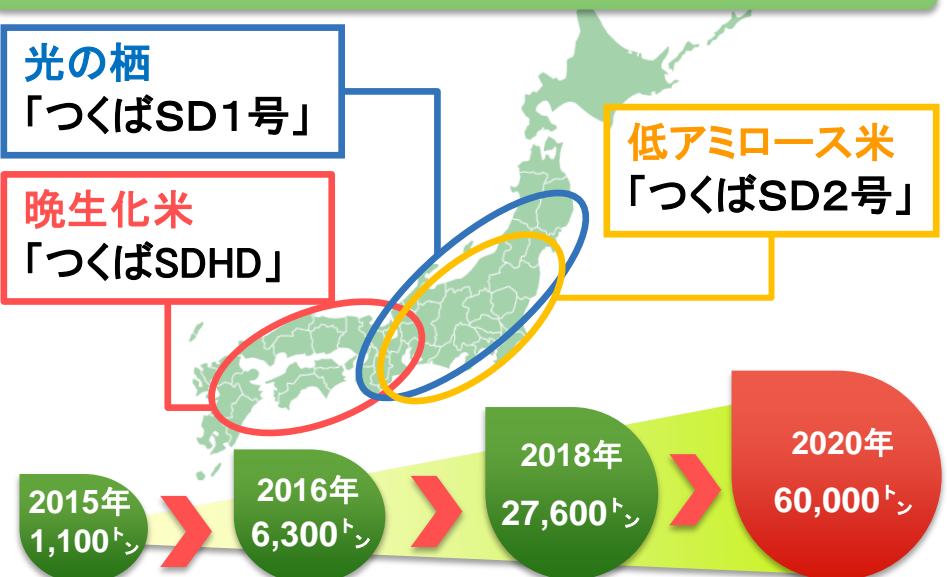 光の栖
「つくばSD1号」
低アミロース米
「つくばSD2号」
晩生化米
「つくばSDHD」
2015年
1,100トン
2016年
6,300トン
2018年
27,600トン
2020年
60,000トン